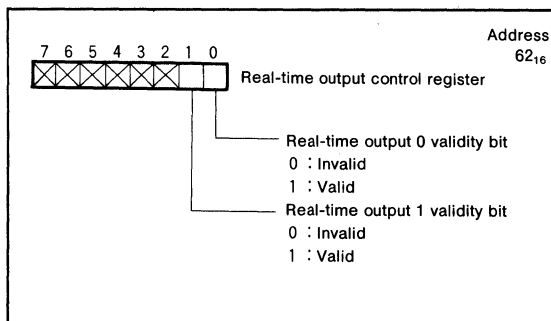 Address
7 6 5 4 3 2 1 0
62₁₆
Real-time output control register
Real-time output 0 validity bit
0 : Invalid
1 : Valid
Real-time output 1 validity bit
0 : Invalid
1 : Valid